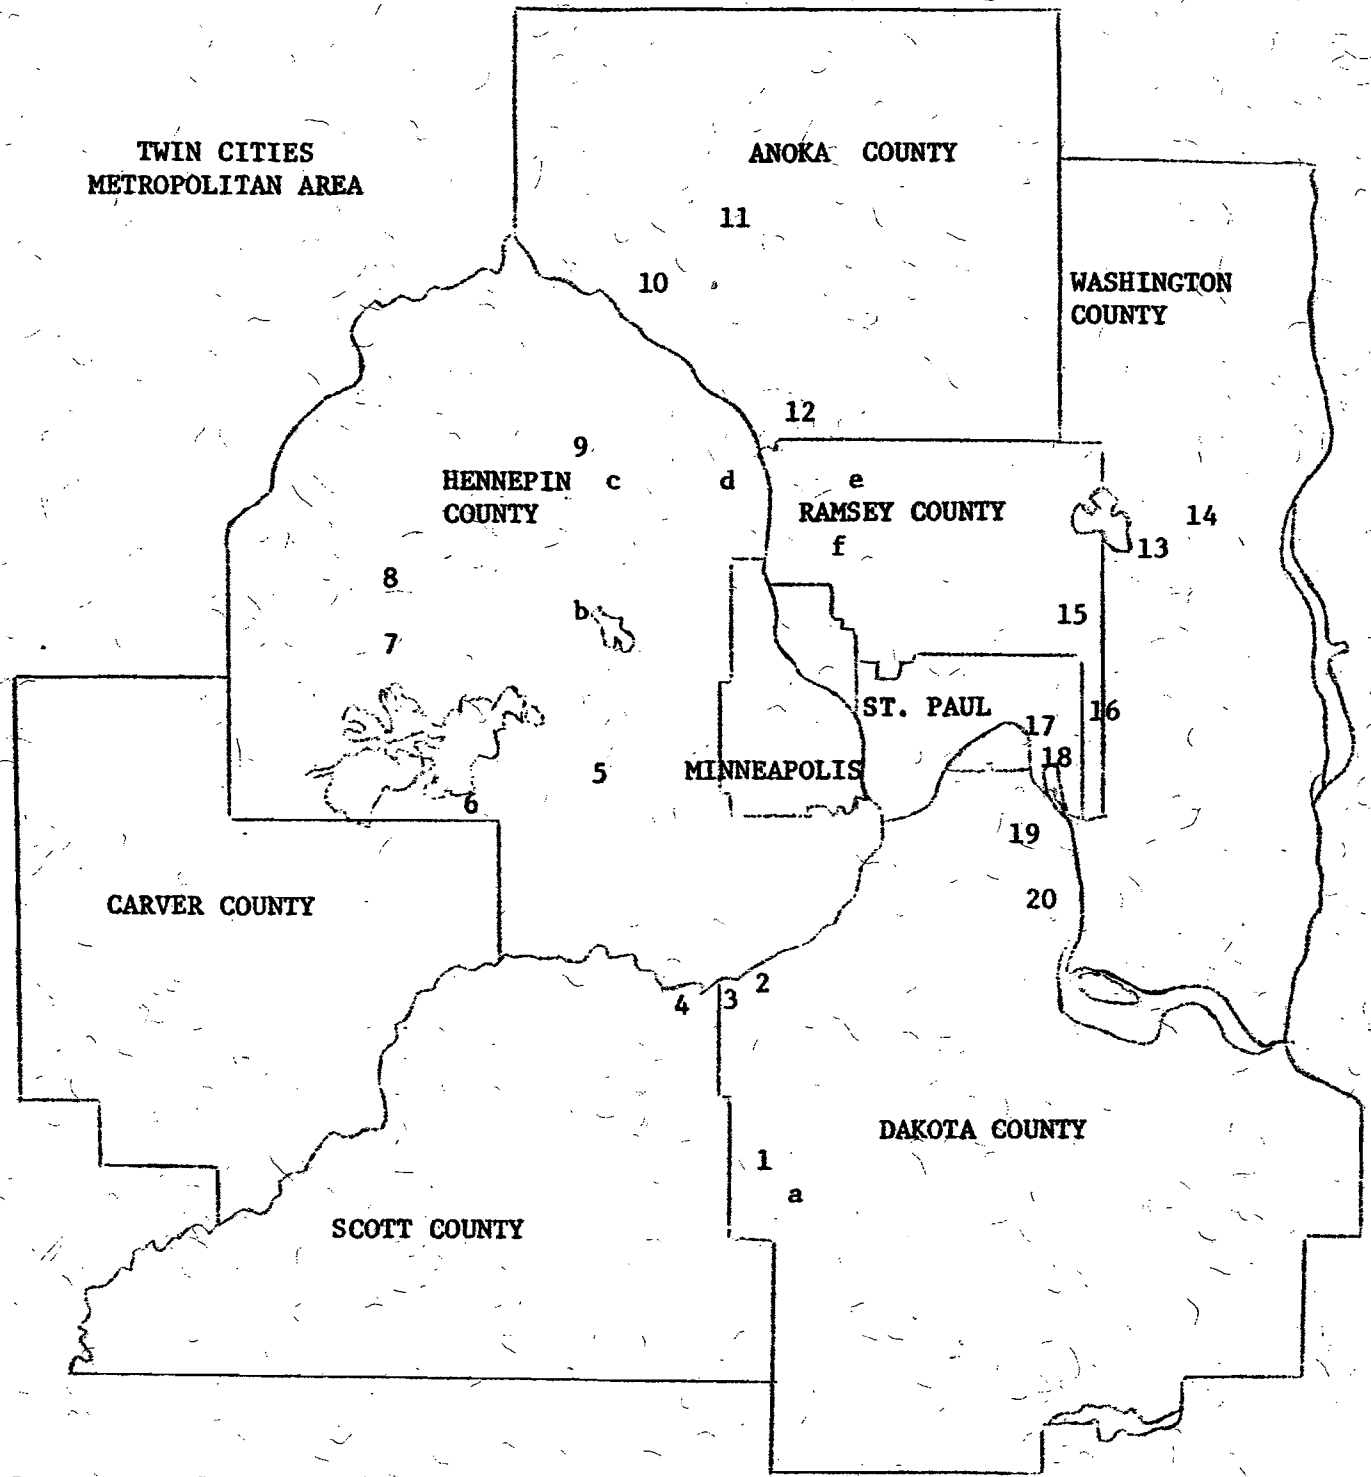 TWIN CITIES
METROPOLITAN AREA
ANOKA COUNTY
11
10
WASHINGTON
COUNTY
12
9
HENNEPIN c d e
COUNTY
RAMSEY COUNTY
14
f
13
8
b
15
7
ST. PAUL
16
17
18
5
MINNEAPOLIS
6
19
20
CARVER COUNTY
2
3
4
DAKOTA COUNTY
1
a
SCOTT COUNTY